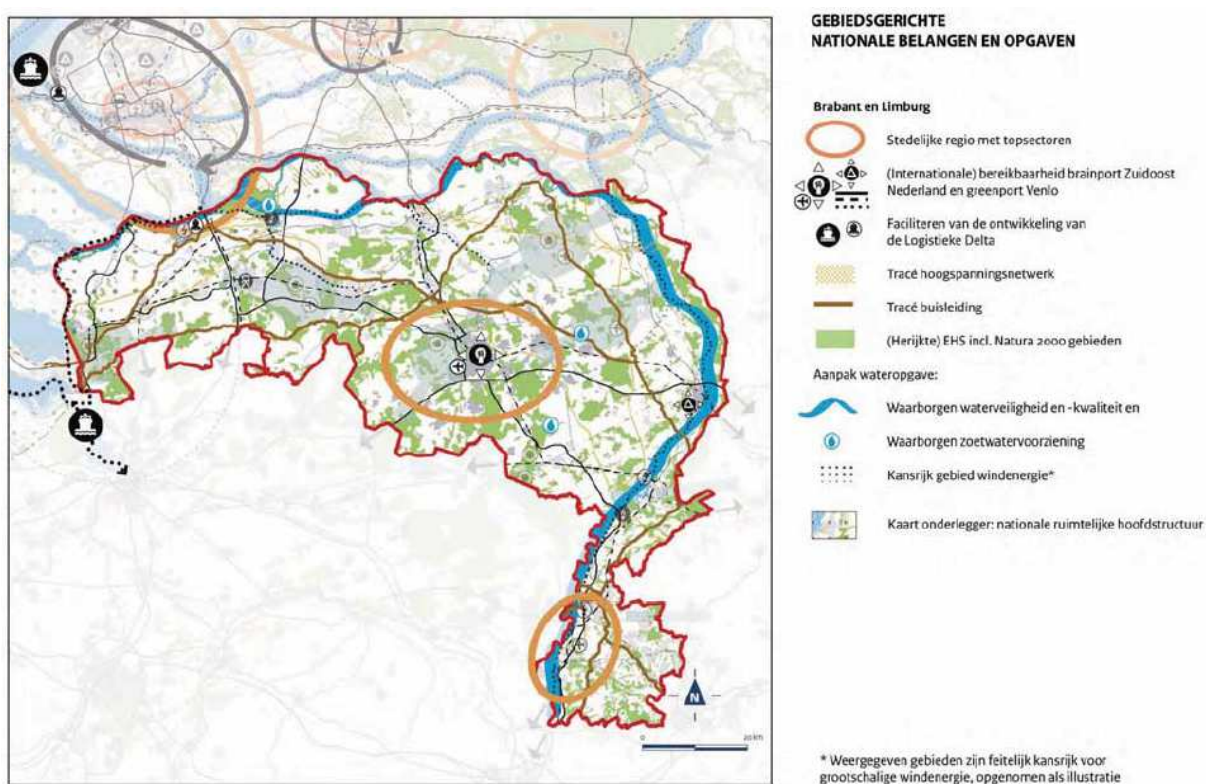 GEBIEDSGERICHTE
NATIONALE BELANGEN EN OPGAVEN
Brabant en Limburg
Stedelijke regio met topsectoren
(Internationale) bereikbaarheid brainport Zuidoost
Nederland en greenport Venlo
Faciliteren van de ontwikkeling van
de Logistieke Delta
Tracé hoogspanningsnetwerk
Tracé buisleiding
(Herijkte) EHS incl. Natura 2000 gebieden
Aanpak wateropgave:
Waarborgen waterveiligheid en -kwaliteit en
Waarborgen zoetwatervoorziening
Kansrijk gebied windenergie*
Kaart onderlegger: nationale ruimtelijke hoofdstructuur
N
0 20 km
* Weergegeven gebieden zijn feitelijk kansrijk voor
grootschalige windenergie, opgenomen als illustratie